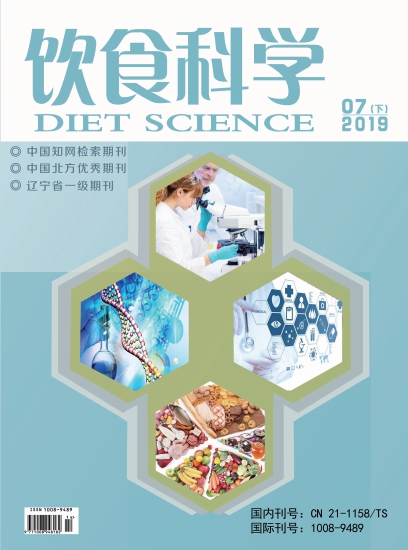 饮食科学
DIET SCIENCE
07(下)
2019
◎ 中国知网检索期刊
◎ 中国北方优秀期刊
◎ 辽宁省一级期刊
ISSN 1008-9489
国内刊号: CN 21-1158/TS
国际刊号: 1008-9489